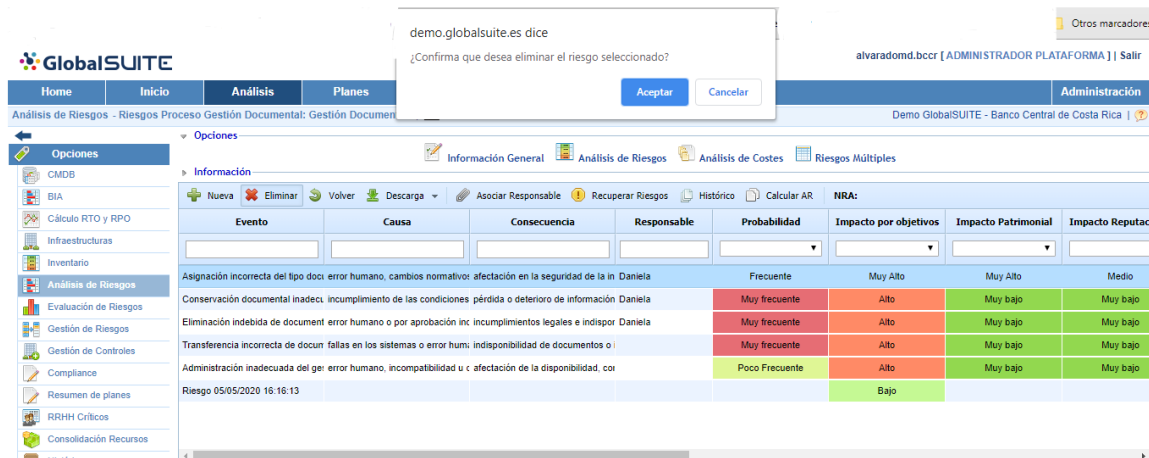 demo.globalsuite.es dice
¿Confirma que desea eliminar el riesgo seleccionado?
Aceptar Cancelar
Otros marcadores
GlobalSUITE
alvaradomd.bccr [ ADMINISTRADOR PLATAFORMA ] | Salir
Home Inicio Análisis Planes Administración
Análisis de Riesgos - Riesgos Proceso Gestión Documental: Gestión Documen
Demo GlobalSUITE - Banco Central de Costa Rica | ?
Opciones
CMDB
BIA
Cálculo RTO y RPO
Infraestructuras
Inventario
Análisis de Riesgos
Evaluación de Riesgos
Gestión de Riesgos
Gestión de Controles
Compliance
Resumen de planes
RRHH Críticos
Consolidación Recursos
Opciones
Información General Análisis de Riesgos Análisis de Costes Riesgos Múltiples
Información
Nueva Eliminar Volver Descarga Asociar Responsable Recuperar Riesgos Histórico Calcular AR NRA:
Evento Causa Consecuencia Responsable Probabilidad Impacto por objetivos Impacto Patrimonial Impacto Reputac
Asignación incorrecta del tipo docu error humano, cambios normativos afectación en la seguridad de la in Daniela Frecuente Muy Alto Muy Alto Medio
Conservación documental inadecu incumplimiento de las condiciones pérdida o deterioro de información Daniela Muy frecuente Alto Muy bajo Muy bajo
Eliminación indebida de document error humano o por aprobación inc incumplimientos legales e indispor Daniela Muy frecuente Alto Muy bajo Muy bajo
Transferencia incorrecta de docum fallas en los sistemas o error huma indisponibilidad de documentos o i Muy frecuente Alto Muy bajo Muy bajo
Administración inadecuada del ges error humano, incompatibilidad u c afectación de la disponibilidad, con Poco Frecuente Alto Muy bajo Muy bajo
Riesgo 05/05/2020 16:16:13 Bajo